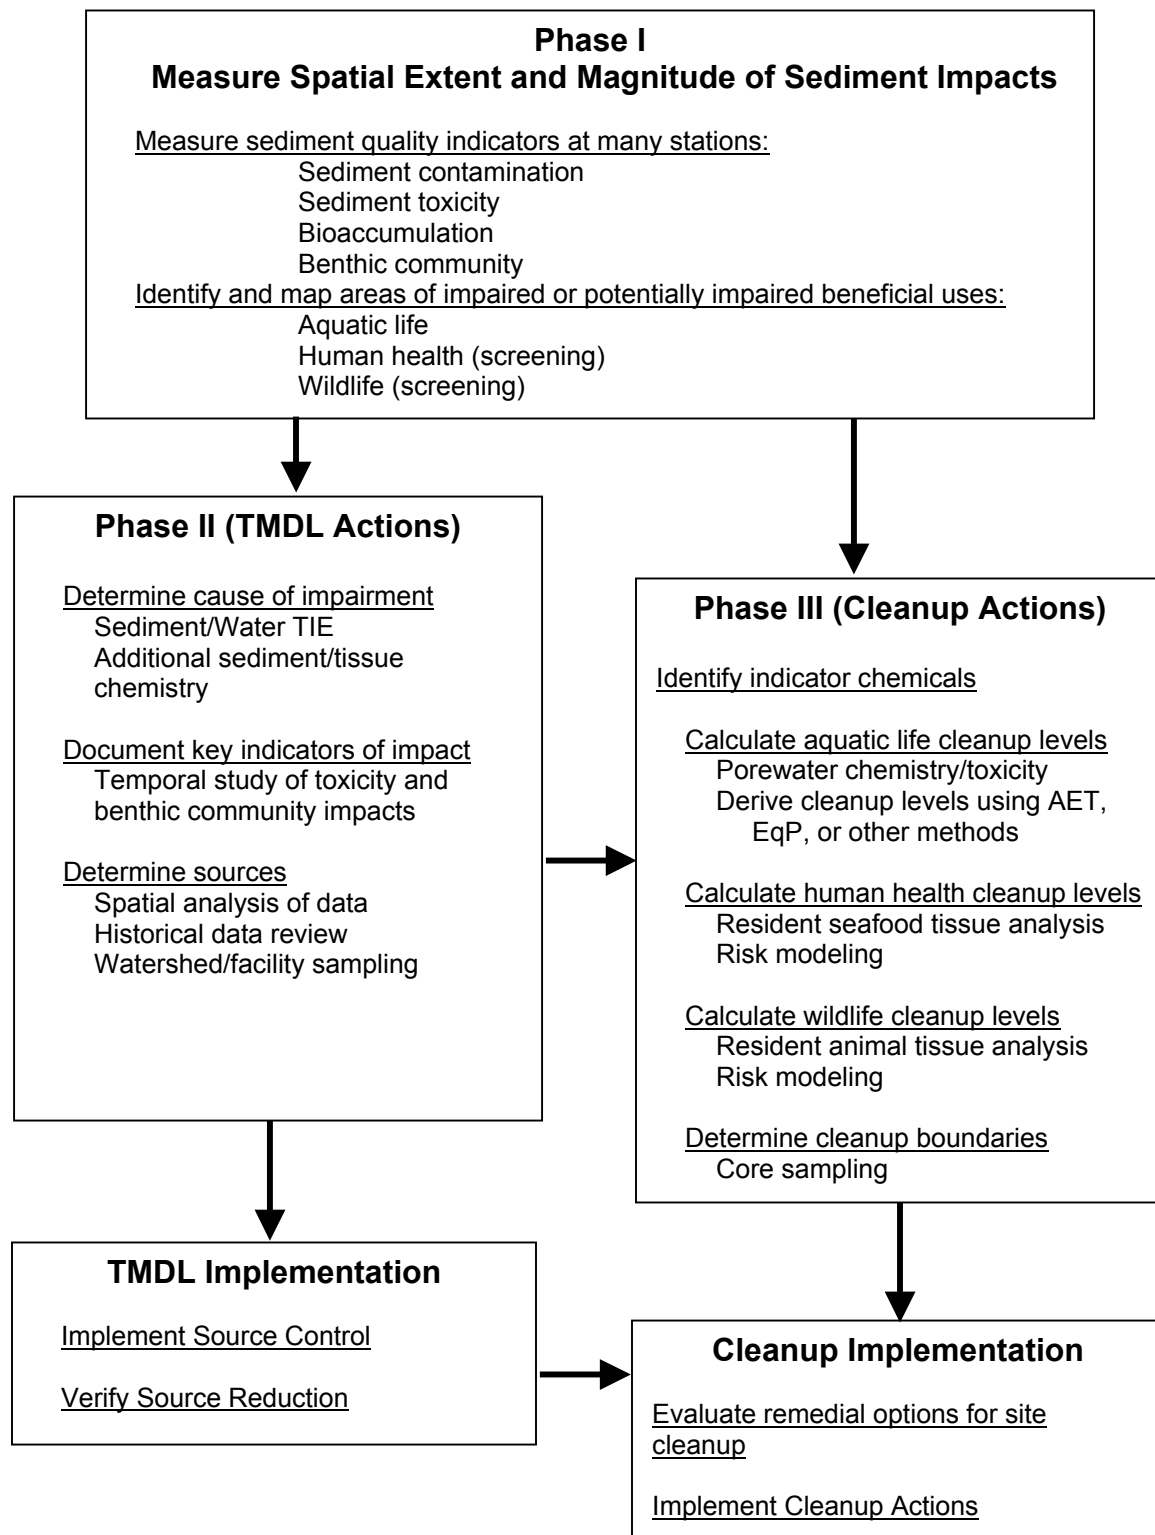 Phase I
Measure Spatial Extent and Magnitude of Sediment Impacts
Measure sediment quality indicators at many stations:
Sediment contamination
Sediment toxicity
Bioaccumulation
Benthic community
Identify and map areas of impaired or potentially impaired beneficial uses:
Aquatic life
Human health (screening)
Wildlife (screening)
Phase II (TMDL Actions)
Determine cause of impairment
Sediment/Water TIE
Additional sediment/tissue
chemistry
Document key indicators of impact
Temporal study of toxicity and
benthic community impacts
Determine sources
Spatial analysis of data
Historical data review
Watershed/facility sampling
Phase III (Cleanup Actions)
Identify indicator chemicals
Calculate aquatic life cleanup levels
Porewater chemistry/toxicity
Derive cleanup levels using AET,
EqP, or other methods
Calculate human health cleanup levels
Resident seafood tissue analysis
Risk modeling
Calculate wildlife cleanup levels
Resident animal tissue analysis
Risk modeling
Determine cleanup boundaries
Core sampling
TMDL Implementation
Implement Source Control
Verify Source Reduction
Cleanup Implementation
Evaluate remedial options for site
cleanup
Implement Cleanup Actions